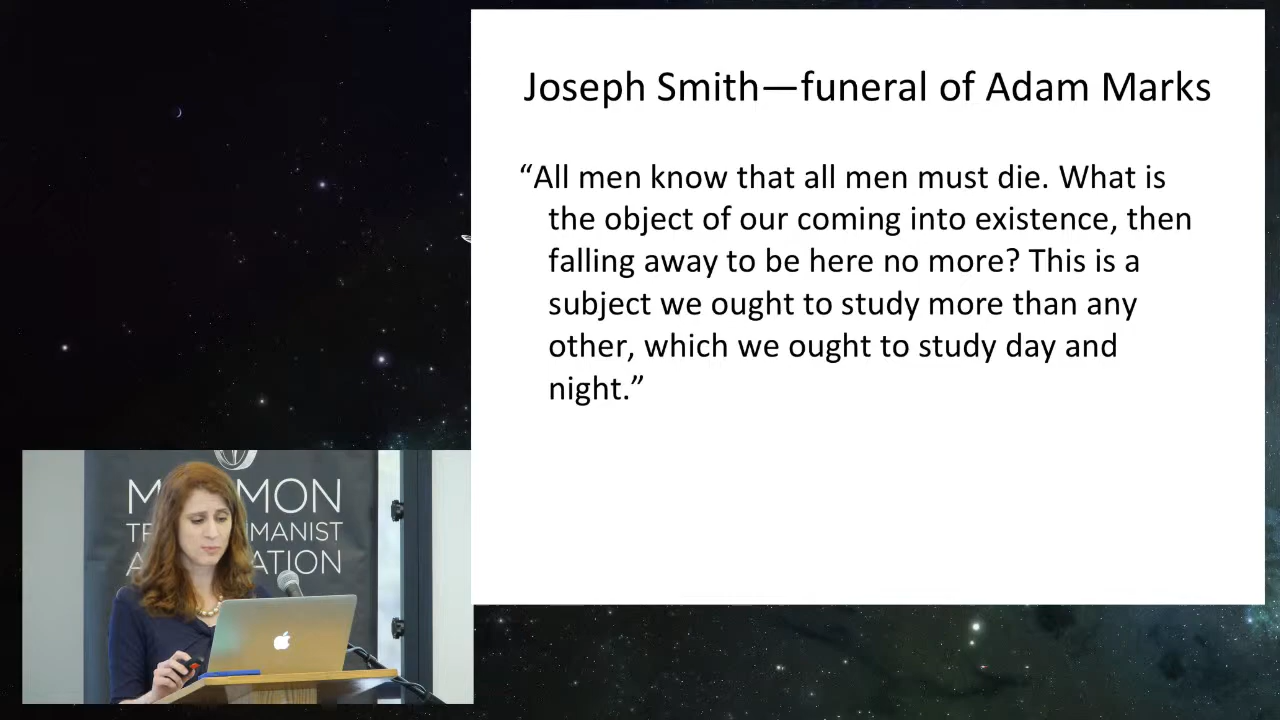 Joseph Smith—funeral of Adam Marks
“All men know that all men must die. What is
the object of our coming into existence, then
falling away to be here no more? This is a
subject we ought to study more than any
other, which we ought to study day and
night.”